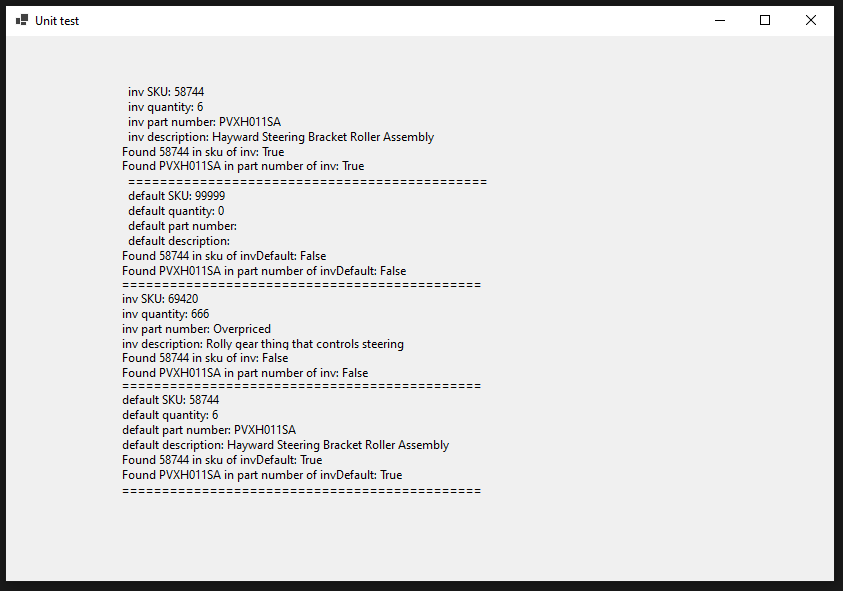 Unit test
inv SKU: 58744
inv quantity: 6
inv part number: PVXH011SA
inv description: Hayward Steering Bracket Roller Assembly
Found 58744 in sku of inv: True
Found PVXH011SA in part number of inv: True
=============================================
default SKU: 99999
default quantity: 0
default part number:
default description:
Found 58744 in sku of invDefault: False
Found PVXH011SA in part number of invDefault: False
=============================================
inv SKU: 69420
inv quantity: 666
inv part number: Overpriced
inv description: Rolly gear thing that controls steering
Found 58744 in sku of inv: False
Found PVXH011SA in part number of inv: False
=============================================
default SKU: 58744
default quantity: 6
default part number: PVXH011SA
default description: Hayward Steering Bracket Roller Assembly
Found 58744 in sku of invDefault: True
Found PVXH011SA in part number of invDefault: True
=============================================